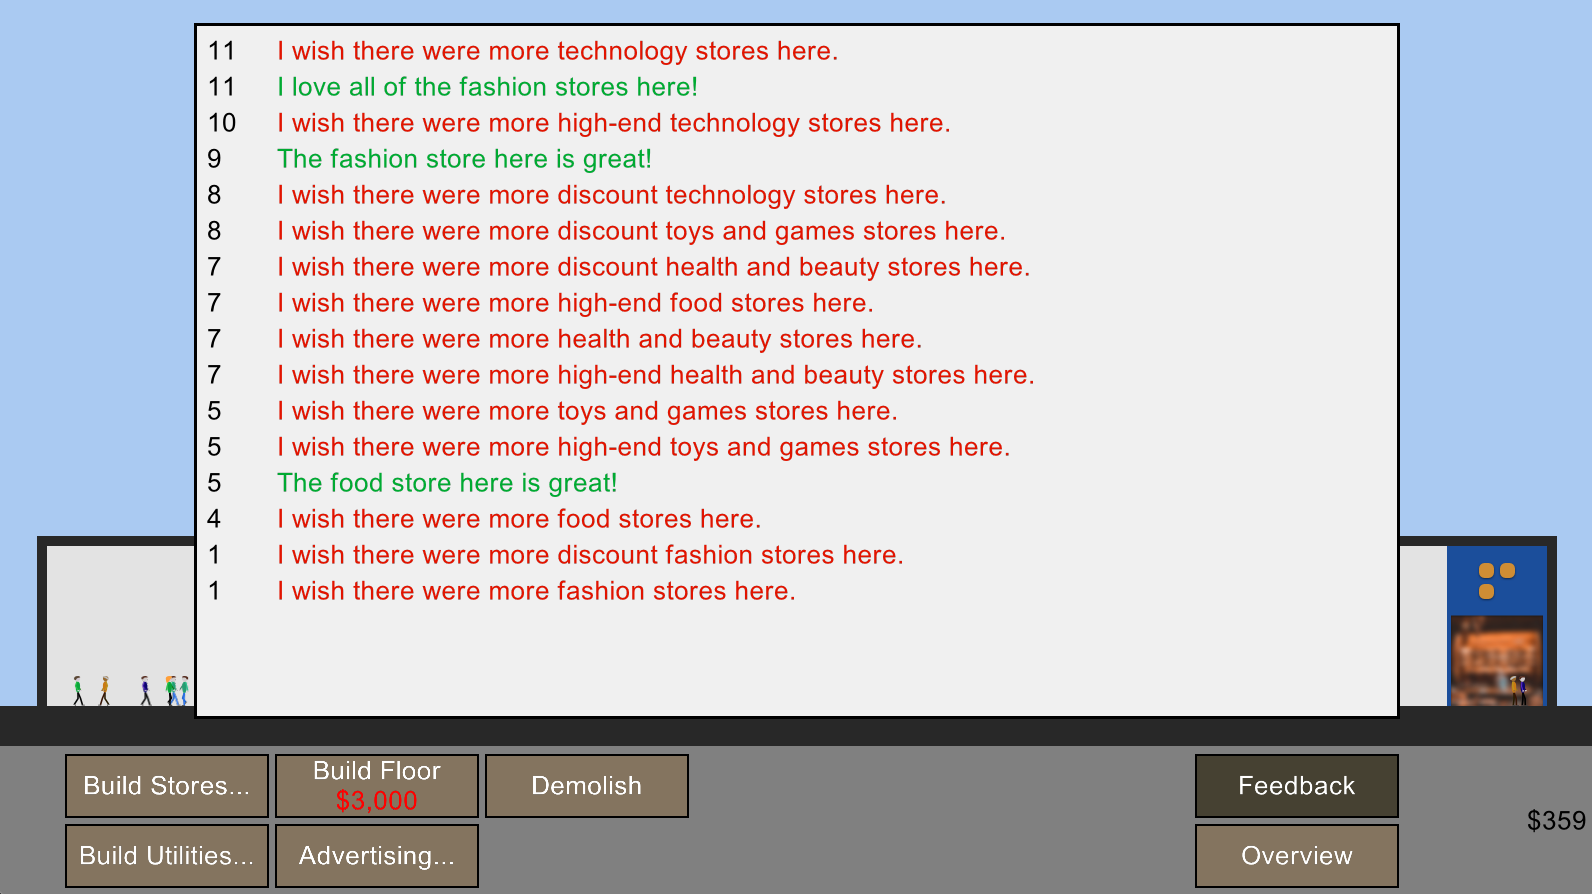 11 I wish there were more technology stores here.
11 I love all of the fashion stores here!
10 I wish there were more high-end technology stores here.
9 The fashion store here is great!
8 I wish there were more discount technology stores here.
8 I wish there were more discount toys and games stores here.
7 I wish there were more discount health and beauty stores here.
7 I wish there were more high-end food stores here.
7 I wish there were more health and beauty stores here.
7 I wish there were more high-end health and beauty stores here.
5 I wish there were more toys and games stores here.
5 I wish there were more high-end toys and games stores here.
5 The food store here is great!
4 I wish there were more food stores here.
1 I wish there were more discount fashion stores here.
1 I wish there were more fashion stores here.
Build Stores...
Build Floor
$3,000
Demolish
Feedback
$359
Build Utilities...
Advertising...
Overview